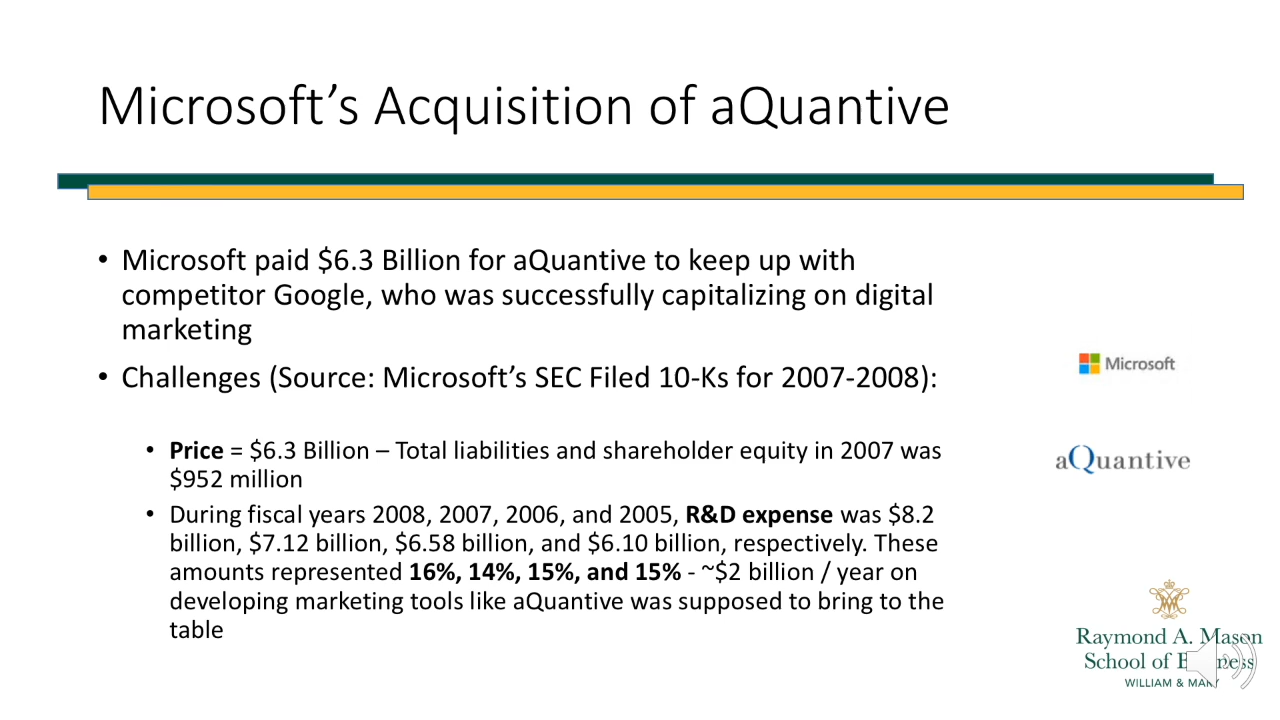 Microsoft’s Acquisition of aQuantive
• Microsoft paid $6.3 Billion for aQuantive to keep up with
competitor Google, who was successfully capitalizing on digital
marketing
• Challenges (Source: Microsoft’s SEC Filed 10-Ks for 2007-2008):
• Price = $6.3 Billion – Total liabilities and shareholder equity in 2007 was
$952 million
• During fiscal years 2008, 2007, 2006, and 2005, R&D expense was $8.2
billion, $7.12 billion, $6.58 billion, and $6.10 billion, respectively. These
amounts represented 16%, 14%, 15%, and 15% - ~$2 billion / year on
developing marketing tools like aQuantive was supposed to bring to the
table
Microsoft
aQuantive
Raymond A. Mason
School of Business
WILLIAM & MARY